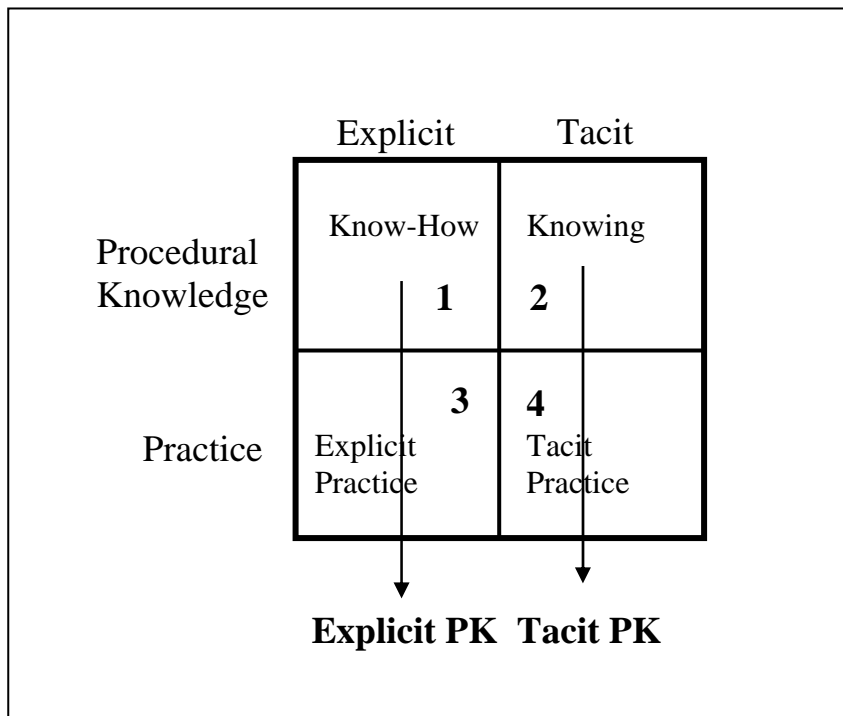 Explicit Tacit
Know-How Knowing
Procedural
Knowledge
1 2
3 4
Practice
Explicit
Practice
Tacit
Practice
Explicit PK Tacit PK